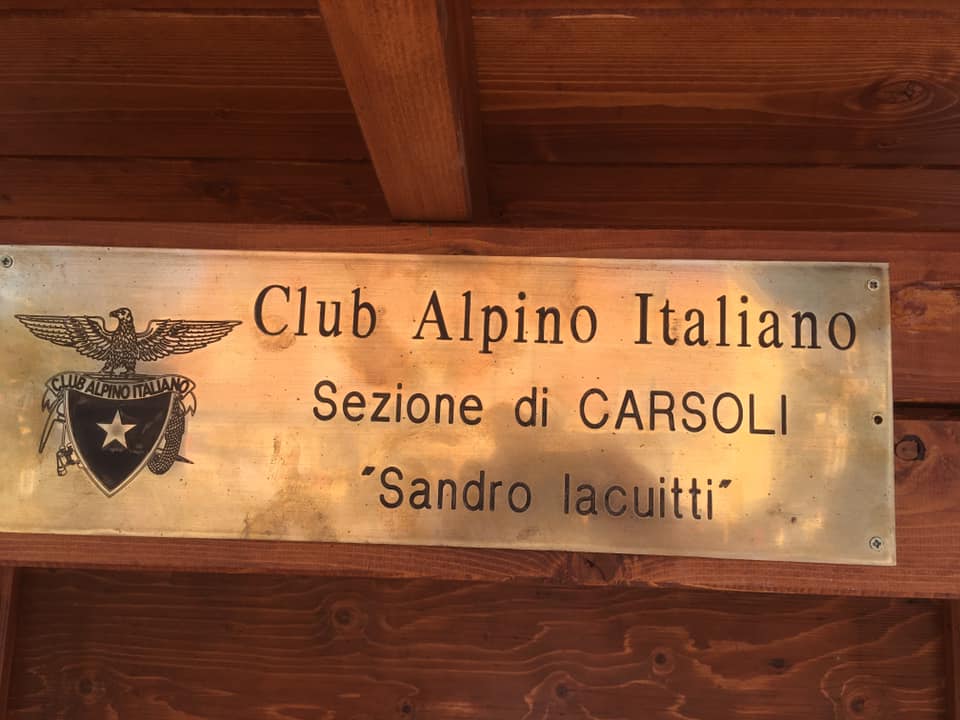 Club Alpino Italiano
CLUB ALPINO ITALIANO
Sezione di CARSOLI
"Sandro Iacuitti"